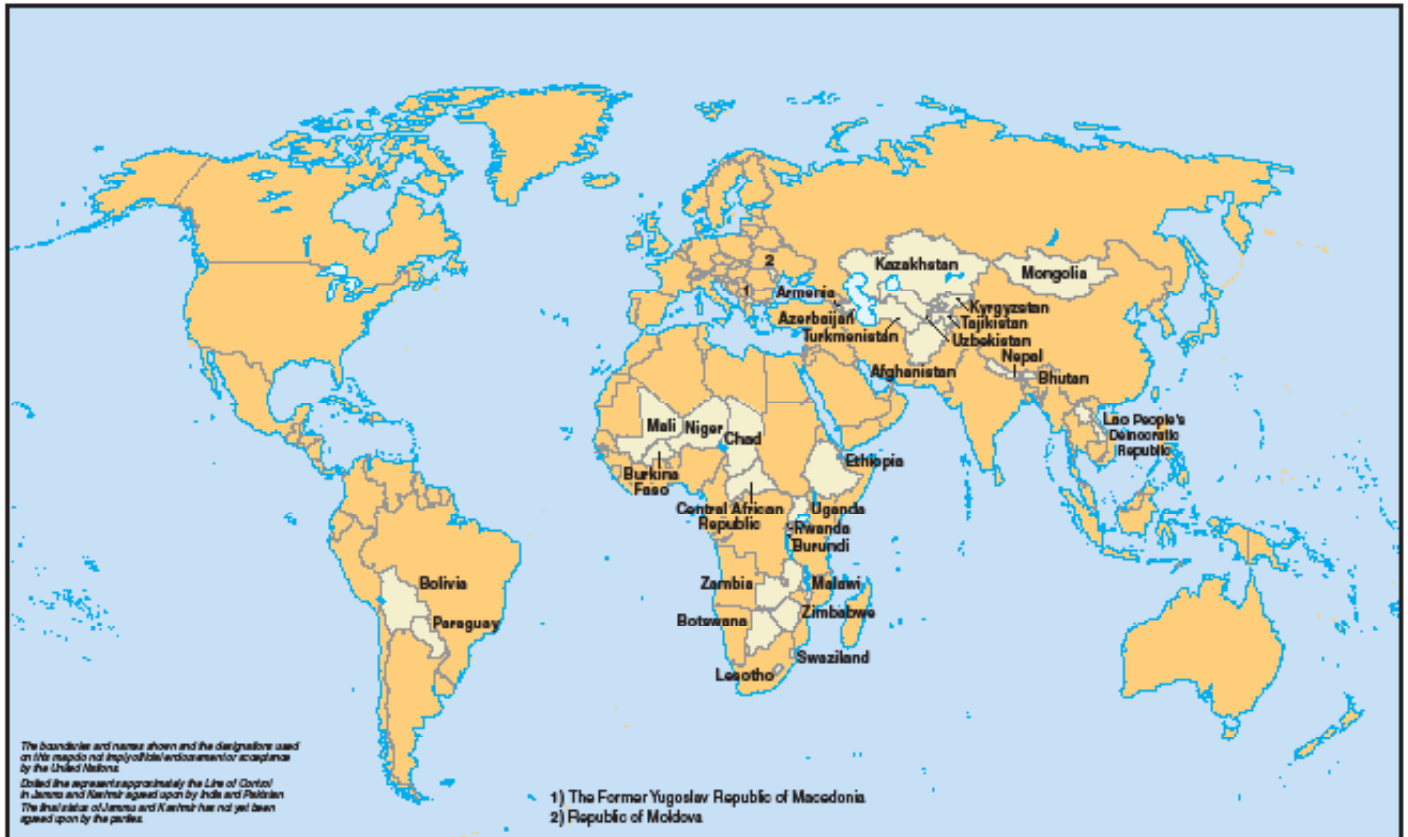 Kazakhstan
Mongolia
2
1
Armenia
Azerbaijan
Turkmenistan
Kyrgyzstan
Tajikistan
Uzbekistan
Nepal
Afghanistan
Bhutan
Mali
Niger
Chad
Lao People's
Democratic
Republic
Burkina
Faso
Ethiopia
Central African
Republic
Uganda
Rwanda
Burundi
Bolivia
Zambia
Malawi
Paraguay
Botswana
Zimbabwe
Swaziland
Lesotho
The boundaries and names shown and the designations used
on this map do not imply official endorsement or acceptance
by the United Nations.
Dotted line represents approximately the Line of Control
in Jammu and Kashmir agreed upon by India and Pakistan.
The final status of Jammu and Kashmir has not yet been
agreed upon by the parties.
1) The Former Yugoslav Republic of Macedonia
2) Republic of Moldova